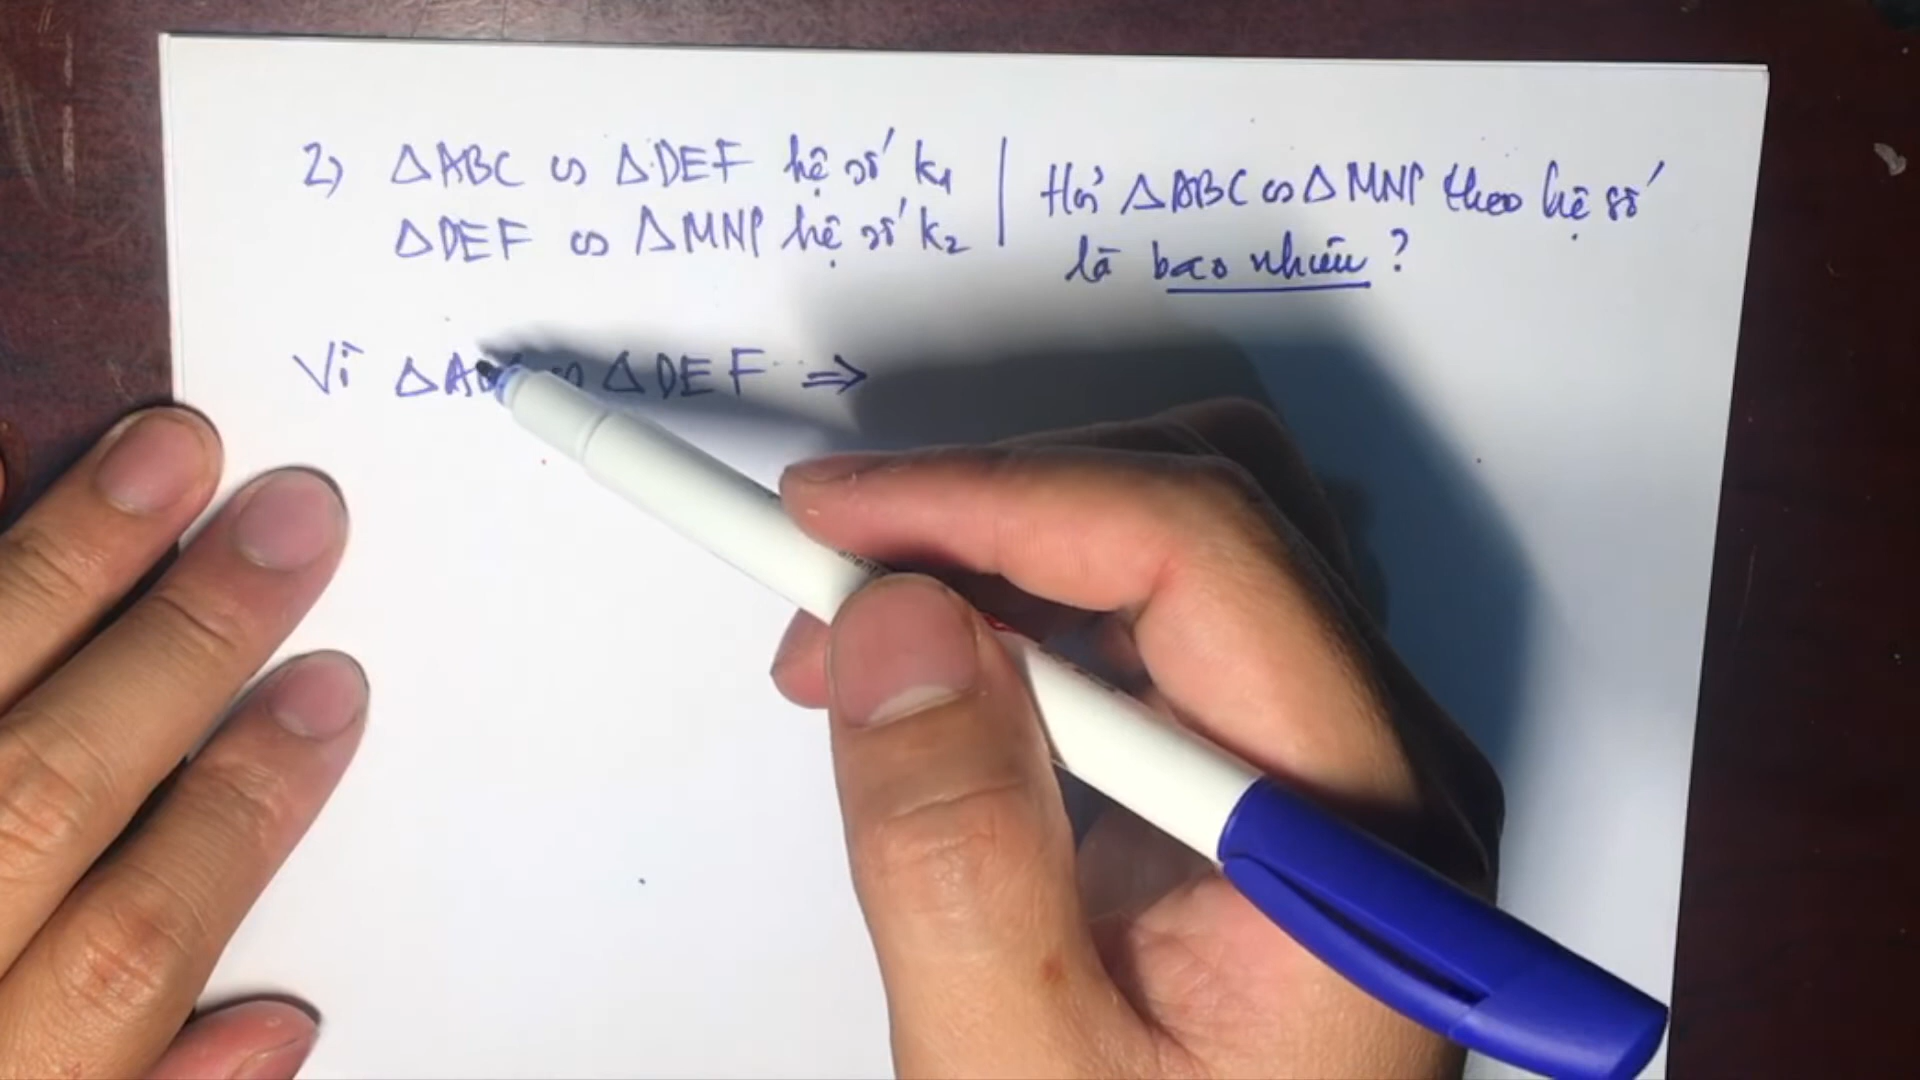 2) ΔABC ∽ ΔDEF hệ số k1
ΔDEF ∽ ΔMNP hệ số k2
Hỏi ΔABC ∽ ΔMNP theo hệ số
là bao nhiêu ?
Vì ΔABC ∽ ΔDEF ⇒